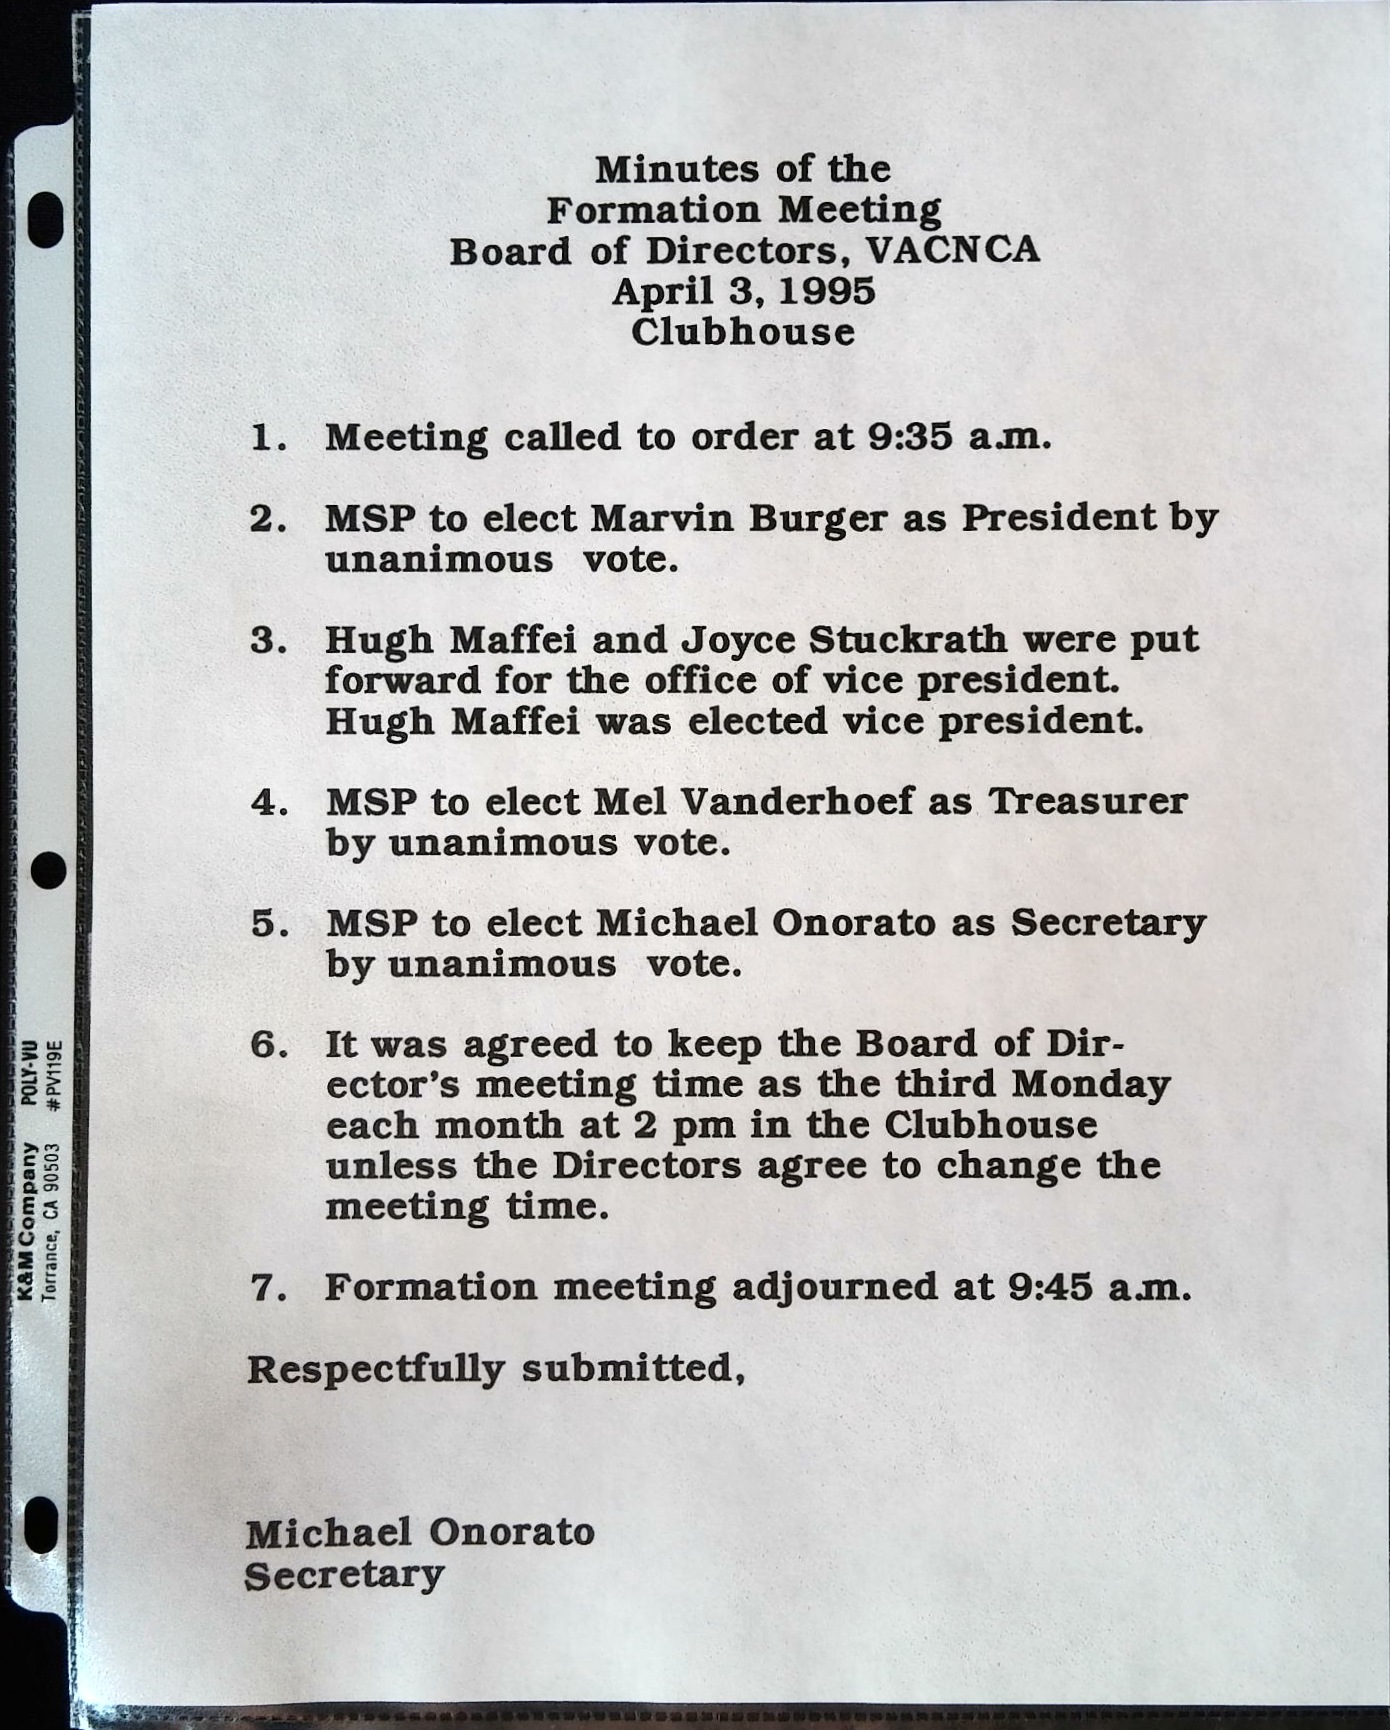 Minutes of the
Formation Meeting
Board of Directors, VACNCA
April 3, 1995
Clubhouse
1. Meeting called to order at 9:35 a.m.
2. MSP to elect Marvin Burger as President by
unanimous vote.
3. Hugh Maffei and Joyce Stuckrath were put
forward for the office of vice president.
Hugh Maffei was elected vice president.
4. MSP to elect Mel Vanderhoef as Treasurer
by unanimous vote.
5. MSP to elect Michael Onorato as Secretary
by unanimous vote.
6. It was agreed to keep the Board of Dir-
ector’s meeting time as the third Monday
each month at 2 pm in the Clubhouse
unless the Directors agree to change the
meeting time.
7. Formation meeting adjourned at 9:45 a.m.
Respectfully submitted,
Michael Onorato
Secretary
K&M Company POLY-VU
Torrance, CA 90503 #PV119E